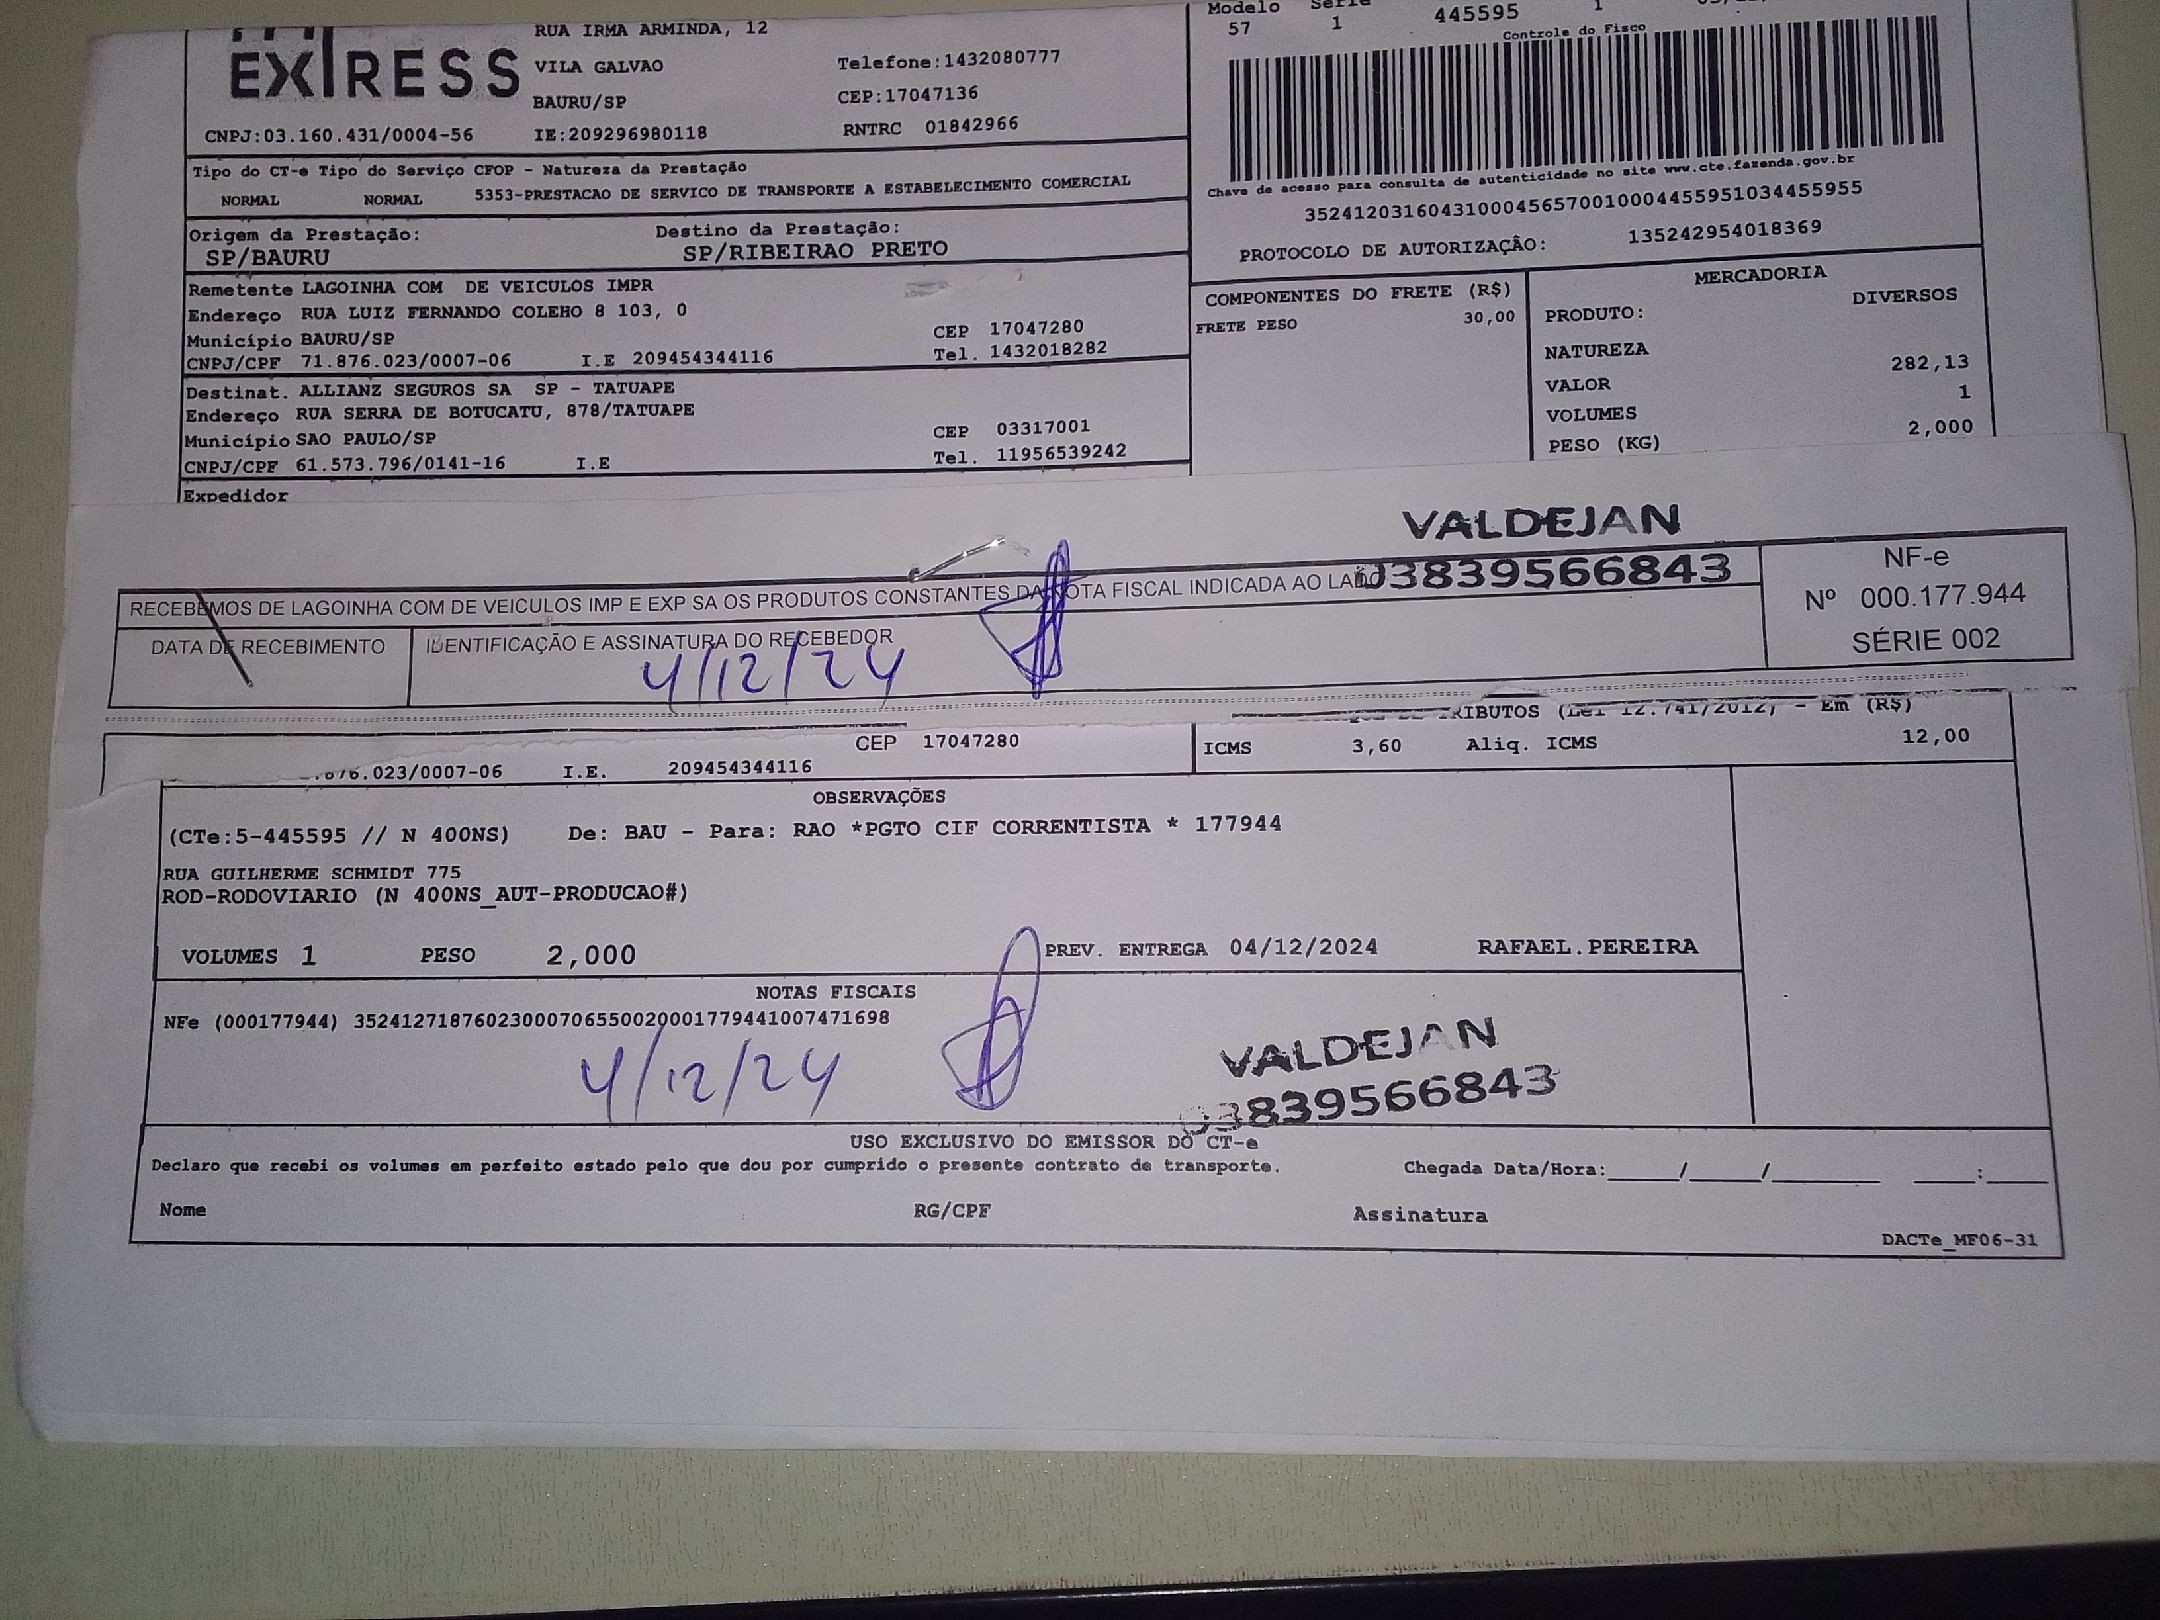 EXPRESS
RUA IRMA ARMINDA, 12
VILA GALVAO
BAURU/SP
Telefone:1432080777
CEP:17047136
CNPJ:03.160.431/0004-56 IE:209296980118 RNTRC 01842966
Modelo Série
57 1 445595 1
Controle do Fisco
Chave de acesso para consulta de autenticidade no site www.cte.fazenda.gov.br
35241203160431000456570010004455951034455955
PROTOCOLO DE AUTORIZAÇÃO: 135242954018369
Tipo do CT-e Tipo do Serviço CFOP - Natureza da Prestação
NORMAL NORMAL 5353-PRESTACAO DE SERVICO DE TRANSPORTE A ESTABELECIMENTO COMERCIAL
Origem da Prestação: Destino da Prestação:
SP/BAURU SP/RIBEIRAO PRETO
Remetente LAGOINHA COM DE VEICULOS IMPR
Endereço RUA LUIZ FERNANDO COLEHO 8 103, 0
Município BAURU/SP CEP 17047280
CNPJ/CPF 71.876.023/0007-06 I.E 209454344116 Tel. 1432018282
Destinat. ALLIANZ SEGUROS SA SP - TATUAPE
Endereço RUA SERRA DE BOTUCATU, 878/TATUAPE
Município SAO PAULO/SP CEP 03317001
CNPJ/CPF 61.573.796/0141-16 I.E Tel. 11956539242
Expedidor
COMPONENTES DO FRETE (R$)
FRETE PESO 30,00
MERCADORIA
PRODUTO: DIVERSOS
NATUREZA
VALOR 282,13
VOLUMES 1
PESO (KG) 2,000
VALDEJAN
03839566843
RECEBEMOS DE LAGOINHA COM DE VEICULOS IMP E EXP SA OS PRODUTOS CONSTANTES DA NOTA FISCAL INDICADA AO LADO
DATA DE RECEBIMENTO IDENTIFICAÇÃO E ASSINATURA DO RECEBEDOR
4/12/24
NF-e
Nº 000.177.944
SÉRIE 002
TRIBUTOS (Lei 12.741/2012) - Em (R$)
CEP 17047280
.876.023/0007-06 I.E. 209454344116
ICMS 3,60 Aliq. ICMS 12,00
OBSERVAÇÕES
(CTe:5-445595 // N 400NS) De: BAU - Para: RAO *PGTO CIF CORRENTISTA * 177944
RUA GUILHERME SCHMIDT 775
ROD-RODOVIARIO (N 400NS_AUT-PRODUCAO#)
VOLUMES 1 PESO 2,000 PREV. ENTREGA 04/12/2024 RAFAEL.PEREIRA
NOTAS FISCAIS
NFe (000177944) 35241271876023000706550020001779441007471698
4/12/24
VALDEJAN
03839566843
USO EXCLUSIVO DO EMISSOR DO CT-e
Declaro que recebi os volumes em perfeito estado pelo que dou por cumprido o presente contrato de transporte. Chegada Data/Hora:_____/_____/________ ____:____
Nome RG/CPF Assinatura
DACTe_MF06-31